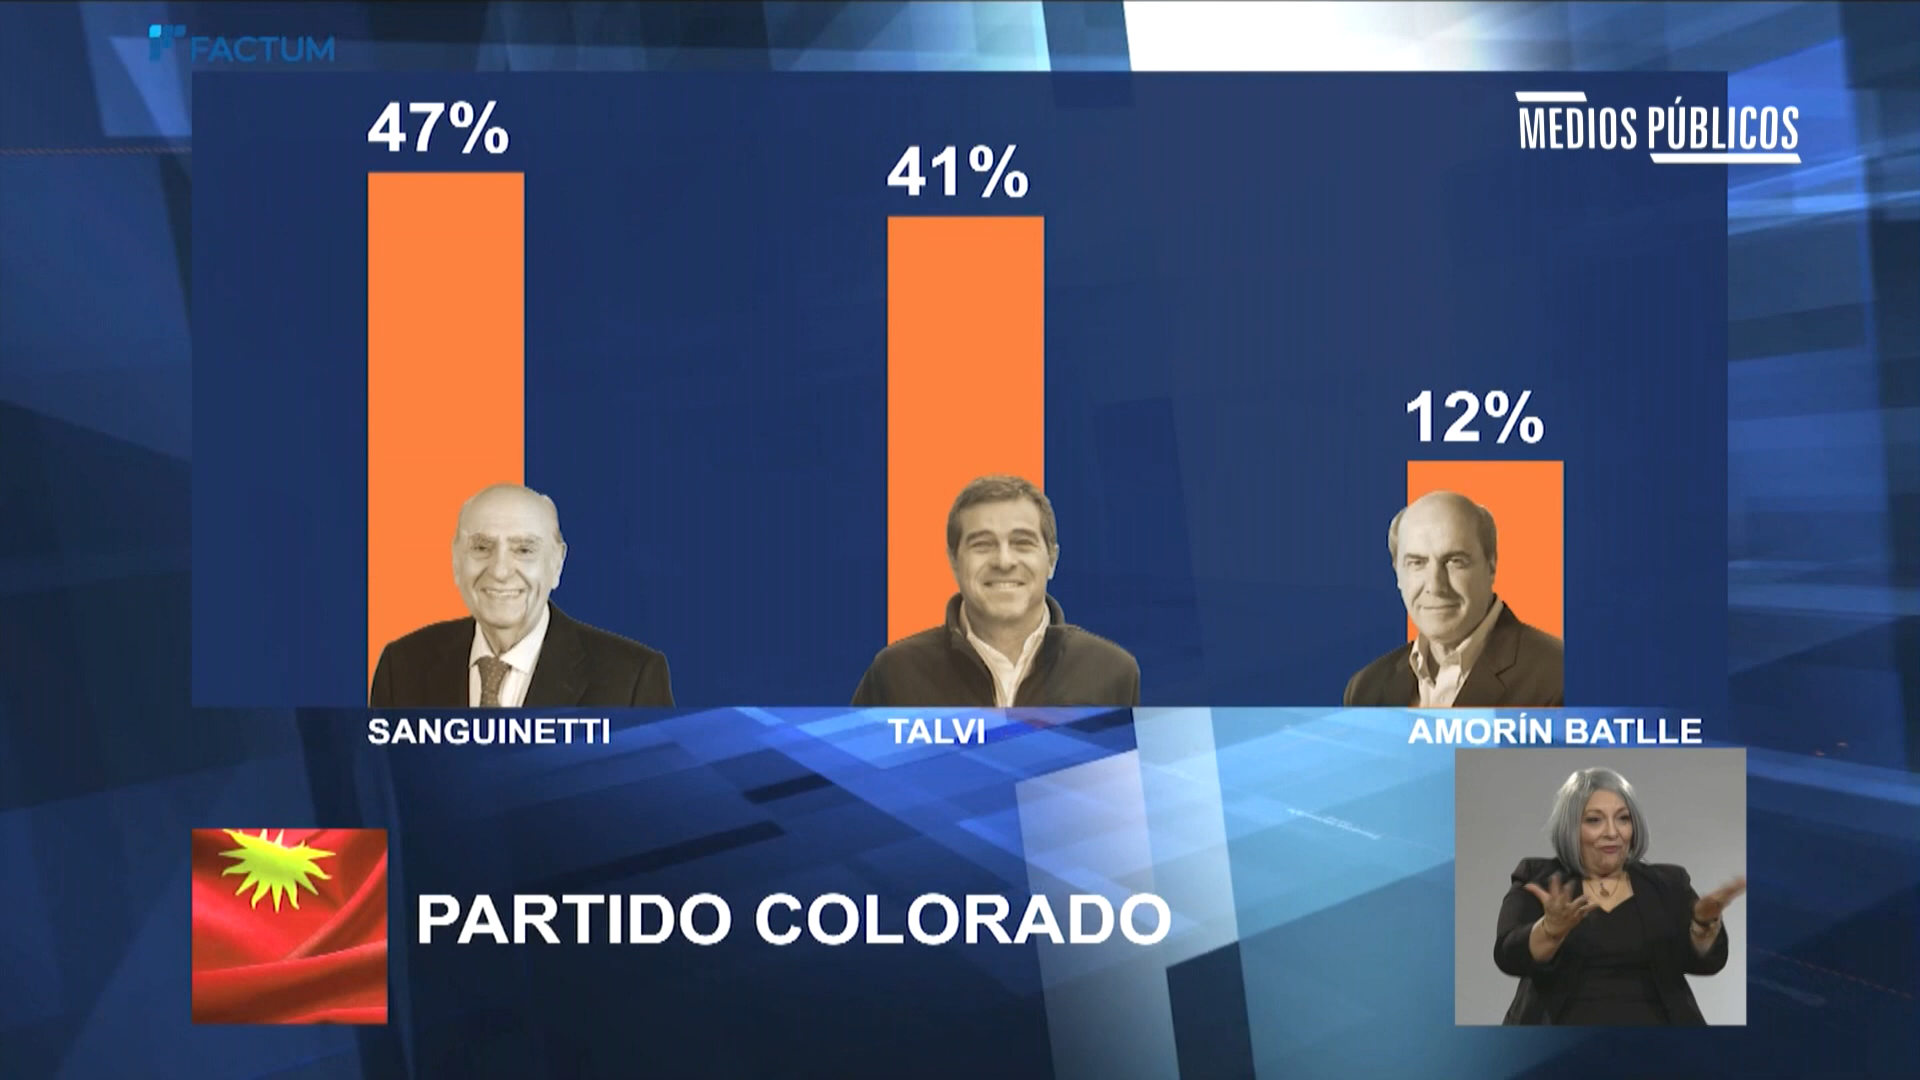 FACTUM
MEDIOS PÚBLICOS
47%
41%
12%
SANGUINETTI
TALVI
AMORÍN BATLLE
PARTIDO COLORADO